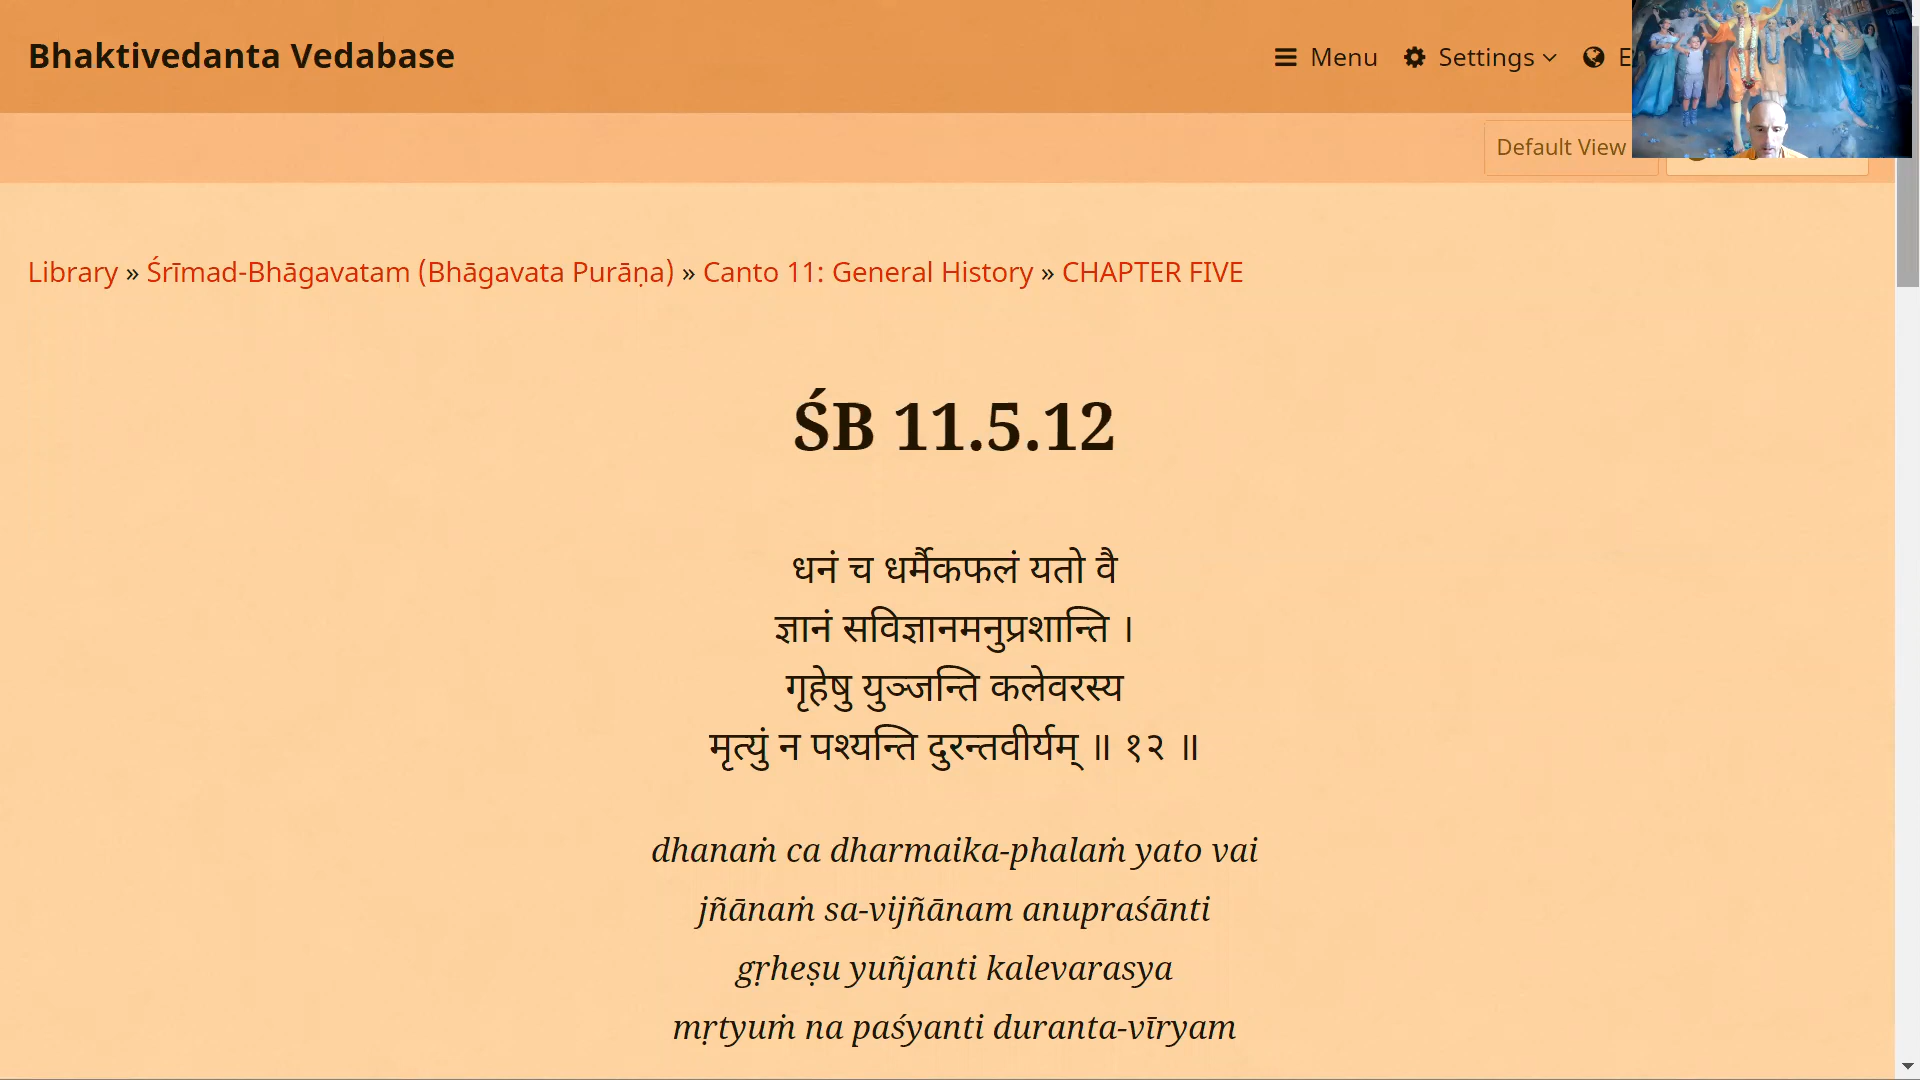 Bhaktivedanta Vedabase
Menu Settings
Default View
Library » Śrīmad-Bhāgavatam (Bhāgavata Purāṇa) » Canto 11: General History » CHAPTER FIVE
ŚB 11.5.12
धनं च धर्मैकफलं यतो वै
ज्ञानं सविज्ञानमनुप्रशान्ति ।
गृहेषु युञ्जन्ति कलेवरस्य
मृत्युं न पश्यन्ति दुरन्तवीर्यम् ॥ १२ ॥
dhanaṁ ca dharmaika-phalaṁ yato vai
jñānaṁ sa-vijñānam anupraśānti
gṛheṣu yuñjanti kalevarasya
mṛtyuṁ na paśyanti duranta-vīryam